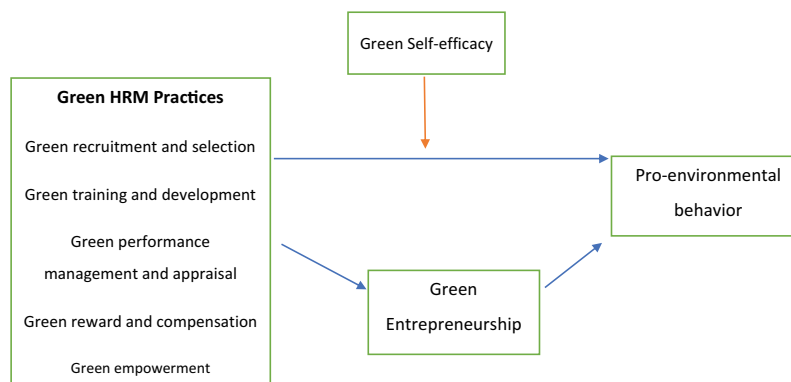 Green Self-efficacy
Green HRM Practices
Green recruitment and selection
Green training and development
Green performance
management and appraisal
Green reward and compensation
Green empowerment
Pro-environmental
behavior
Green
Entrepreneurship